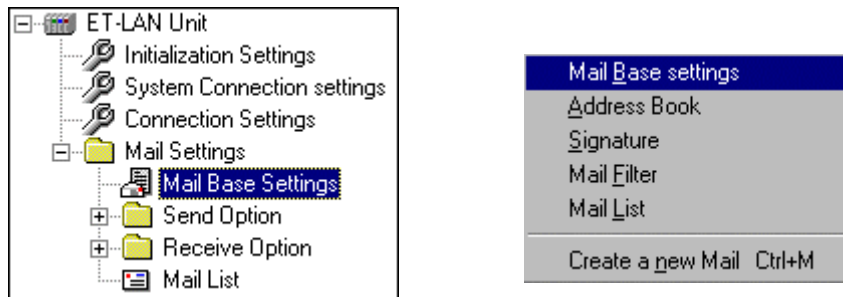 ET-LAN Unit
Initialization Settings
System Connection settings
Connection Settings
Mail Settings
Mail Base Settings
Send Option
Receive Option
Mail List
Mail Base settings
Address Book
Signature
Mail Filter
Mail List
Create a new Mail Ctrl+M